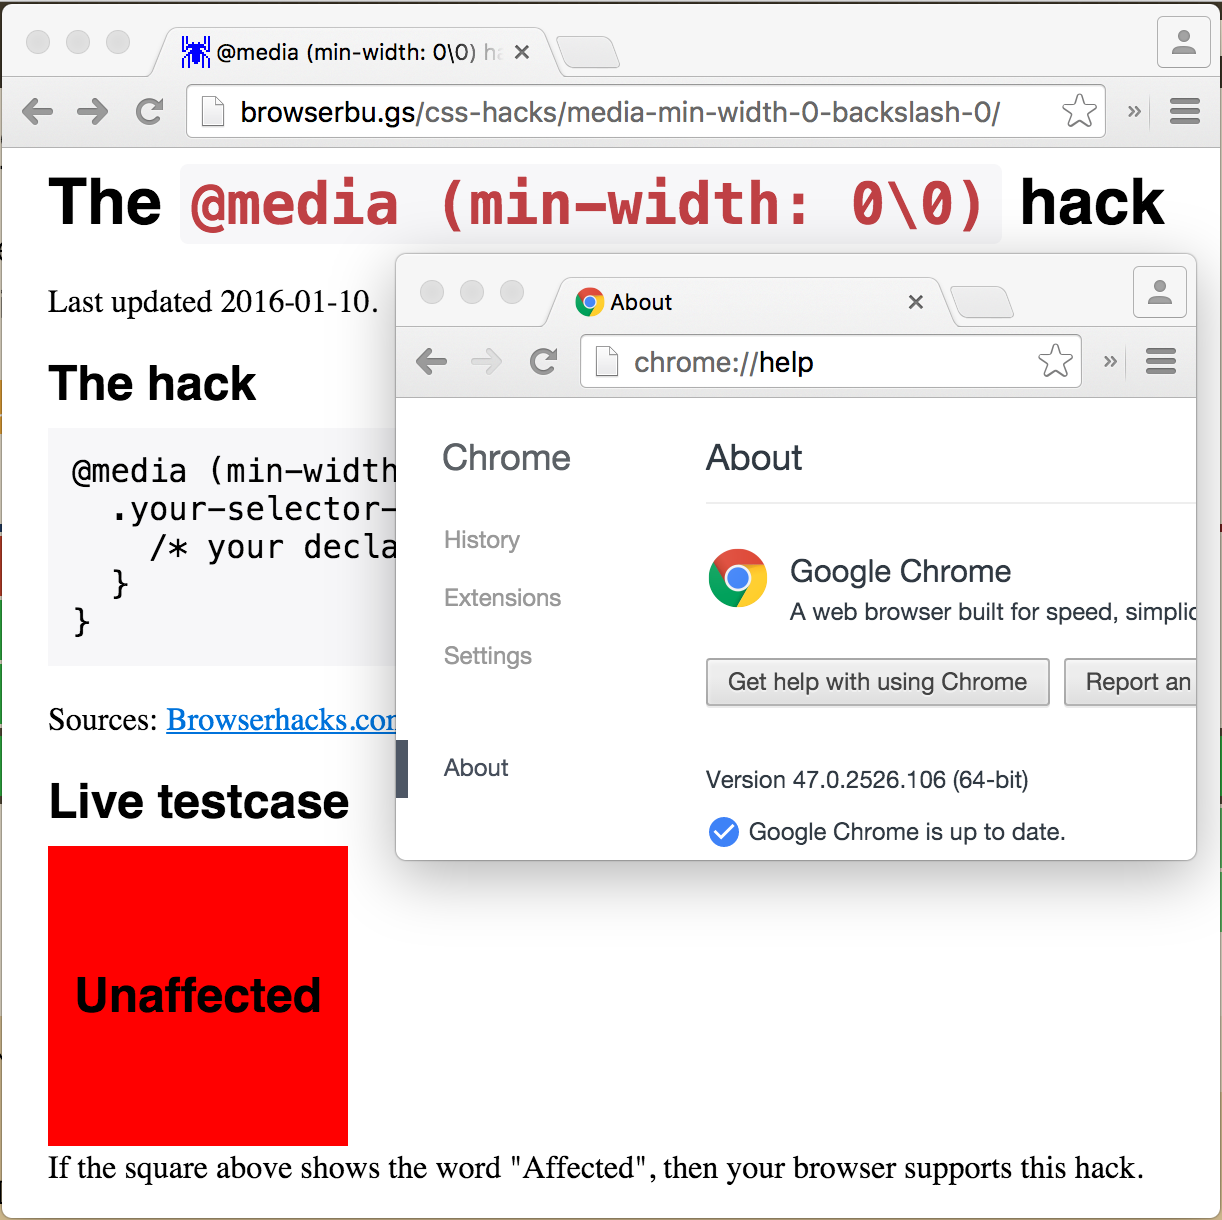 @media (min-width: 0\0) ha
browserbu.gs/css-hacks/media-min-width-0-backslash-0/
The @media (min-width: 0\0) hack
Last updated 2016-01-10.
The hack
@media (min-width
.your-selector-
/* your decla
}
}
Sources: Browserhacks.com
Live testcase
Unaffected
If the square above shows the word "Affected", then your browser supports this hack.
About
chrome://help
Chrome
History
Extensions
Settings
About
About
Google Chrome
A web browser built for speed, simplic
Get help with using Chrome
Report an
Version 47.0.2526.106 (64-bit)
Google Chrome is up to date.